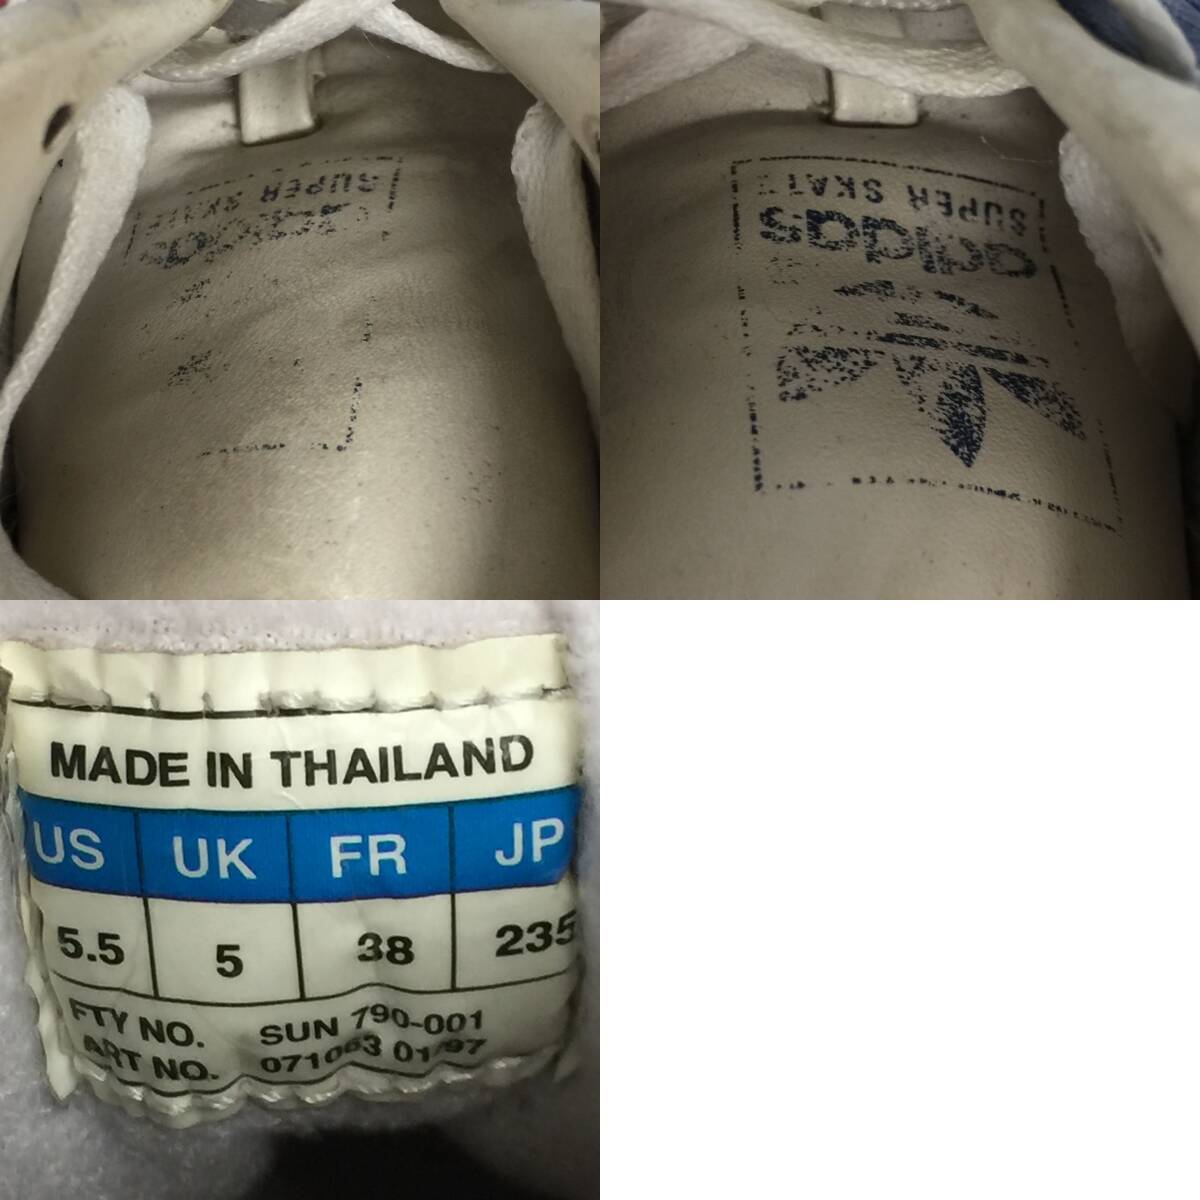 SUPER SKATE
adidas
SUPER SKATE
adidas
MADE IN THAILAND
US UK FR JP
5.5 5 38 235
FTY NO. SUN 790-001
ART NO. 071063 01/97